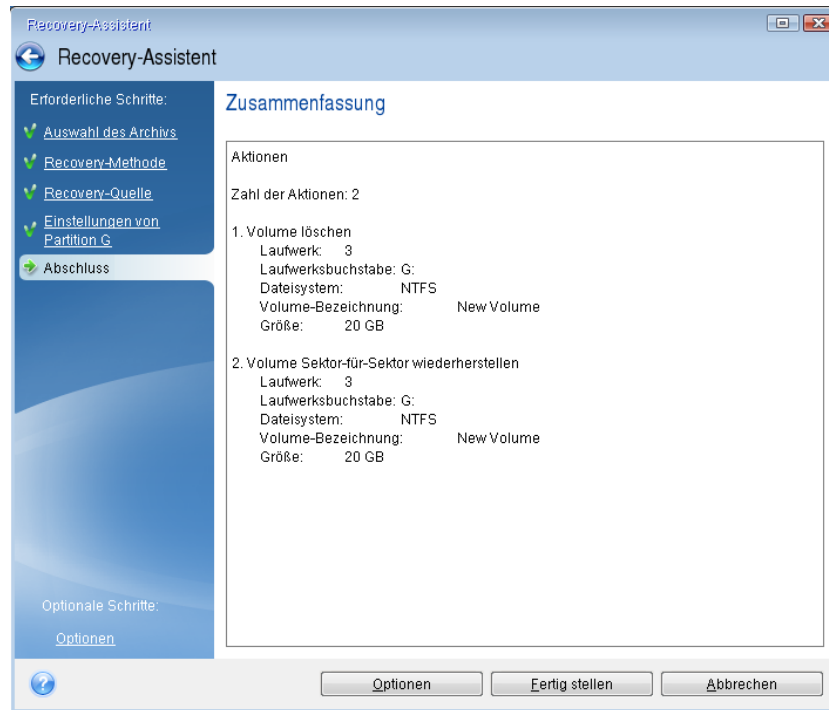 Recovery-Assistent
Recovery-Assistent
Erforderliche Schritte:
Auswahl des Archivs
Recovery-Methode
Recovery-Quelle
Einstellungen von
Partition G
Abschluss
Optionale Schritte:
Optionen
Zusammenfassung
Aktionen
Zahl der Aktionen: 2
1. Volume löschen
Laufwerk: 3
Laufwerksbuchstabe: G:
Dateisystem: NTFS
Volume-Bezeichnung: New Volume
Größe: 20 GB
2. Volume Sektor-für-Sektor wiederherstellen
Laufwerk: 3
Laufwerksbuchstabe: G:
Dateisystem: NTFS
Volume-Bezeichnung: New Volume
Größe: 20 GB
?
Optionen
Fertig stellen
Abbrechen